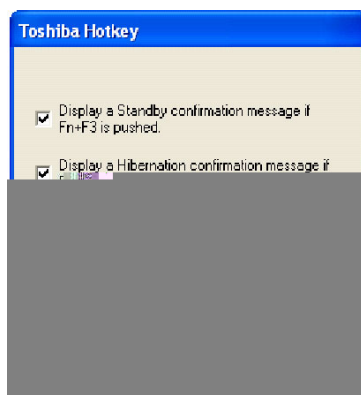 Toshiba Hotkey
Display a Standby confirmation message if
Fn+F3 is pushed.
Display a Hibernation confirmation message if